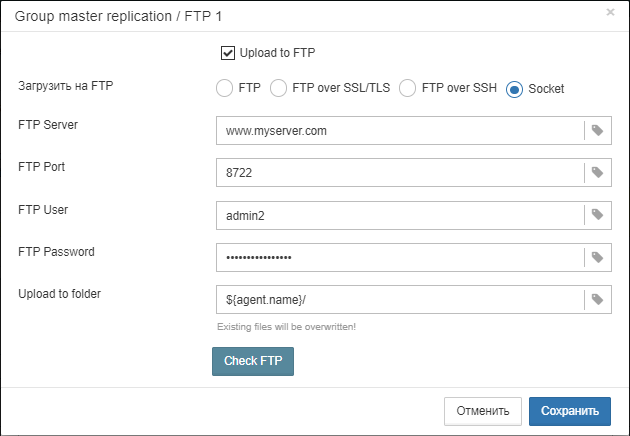 Group master replication / FTP 1
×
Upload to FTP
Загрузить на FTP
FTP
FTP over SSL/TLS
FTP over SSH
Socket
FTP Server
www.myserver.com
FTP Port
8722
FTP User
admin2
FTP Password
••••••••••••••••
Upload to folder
${agent.name}/
Existing files will be overwritten!
Check FTP
Отменить
Сохранить